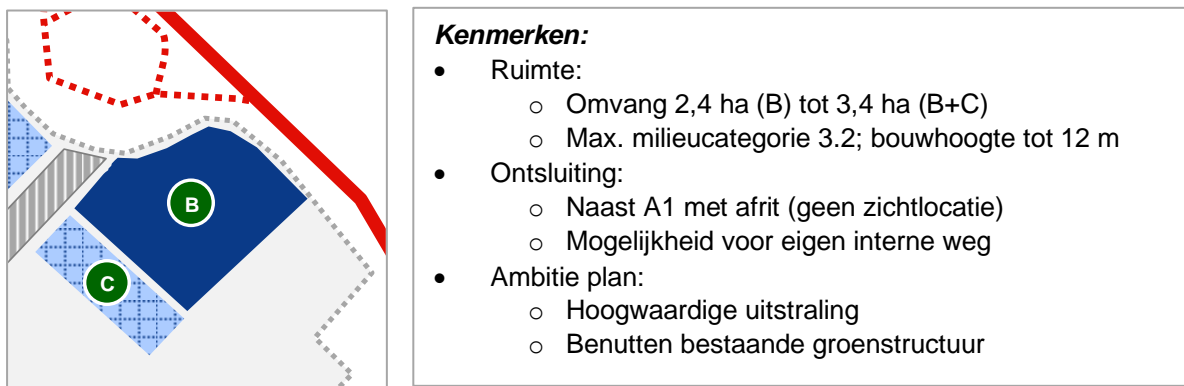 B
C
Kenmerken:
• Ruimte:
o Omvang 2,4 ha (B) tot 3,4 ha (B+C)
o Max. milieucategorie 3.2; bouwhoogte tot 12 m
• Ontsluiting:
o Naast A1 met afrit (geen zichtlocatie)
o Mogelijkheid voor eigen interne weg
• Ambitie plan:
o Hoogwaardige uitstraling
o Benutten bestaande groenstructuur